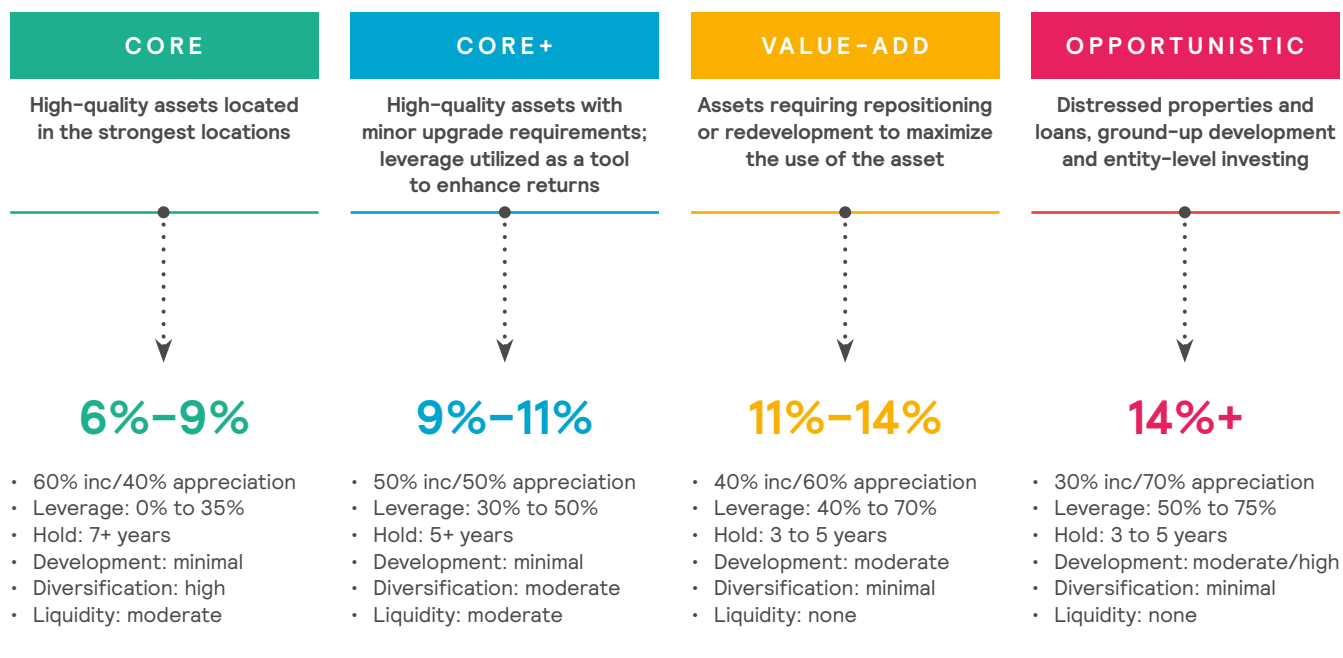 CORE
High-quality assets located
in the strongest locations
6%–9%
• 60% inc/40% appreciation
• Leverage: 0% to 35%
• Hold: 7+ years
• Development: minimal
• Diversification: high
• Liquidity: moderate
CORE+
High-quality assets with
minor upgrade requirements;
leverage utilized as a tool
to enhance returns
9%–11%
• 50% inc/50% appreciation
• Leverage: 30% to 50%
• Hold: 5+ years
• Development: minimal
• Diversification: moderate
• Liquidity: moderate
VALUE-ADD
Assets requiring repositioning
or redevelopment to maximize
the use of the asset
11%–14%
• 40% inc/60% appreciation
• Leverage: 40% to 70%
• Hold: 3 to 5 years
• Development: moderate
• Diversification: minimal
• Liquidity: none
OPPORTUNISTIC
Distressed properties and
loans, ground-up development
and entity-level investing
14%+
• 30% inc/70% appreciation
• Leverage: 50% to 75%
• Hold: 3 to 5 years
• Development: moderate/high
• Diversification: minimal
• Liquidity: none